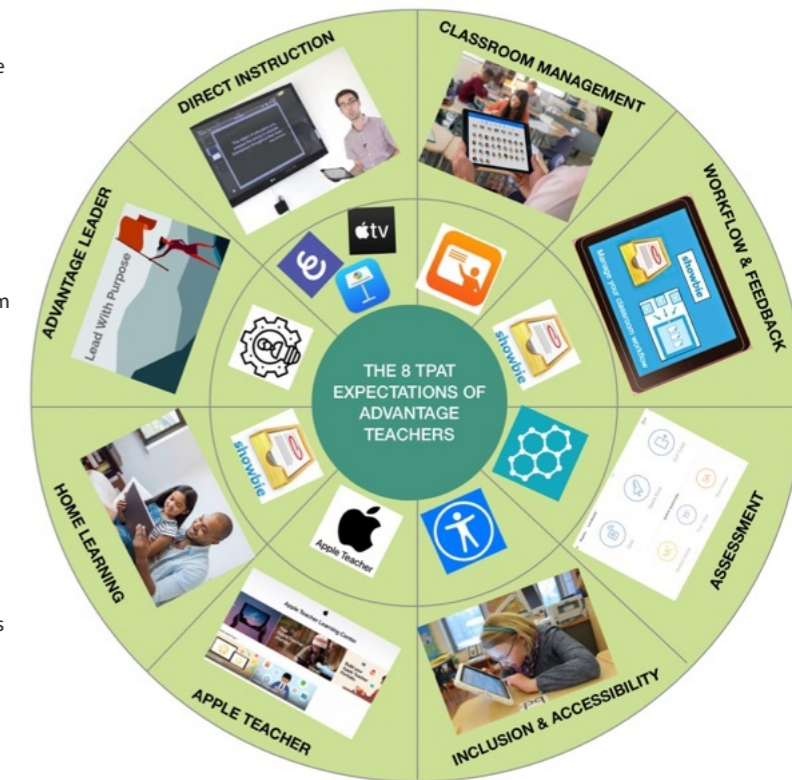 e
m
s
DIRECT INSTRUCTION
CLASSROOM MANAGEMENT
WORKFLOW & FEEDBACK
Manage your classroom workflow
showbie
ASSESSMENT
INCLUSION & ACCESSIBILITY
APPLE TEACHER
Apple Teacher Learning Center
HOME LEARNING
ADVANTAGE LEADER
Lead With Purpose
tv
showbie
Apple Teacher
showbie
THE 8 TPAT
EXPECTATIONS OF
ADVANTAGE
TEACHERS